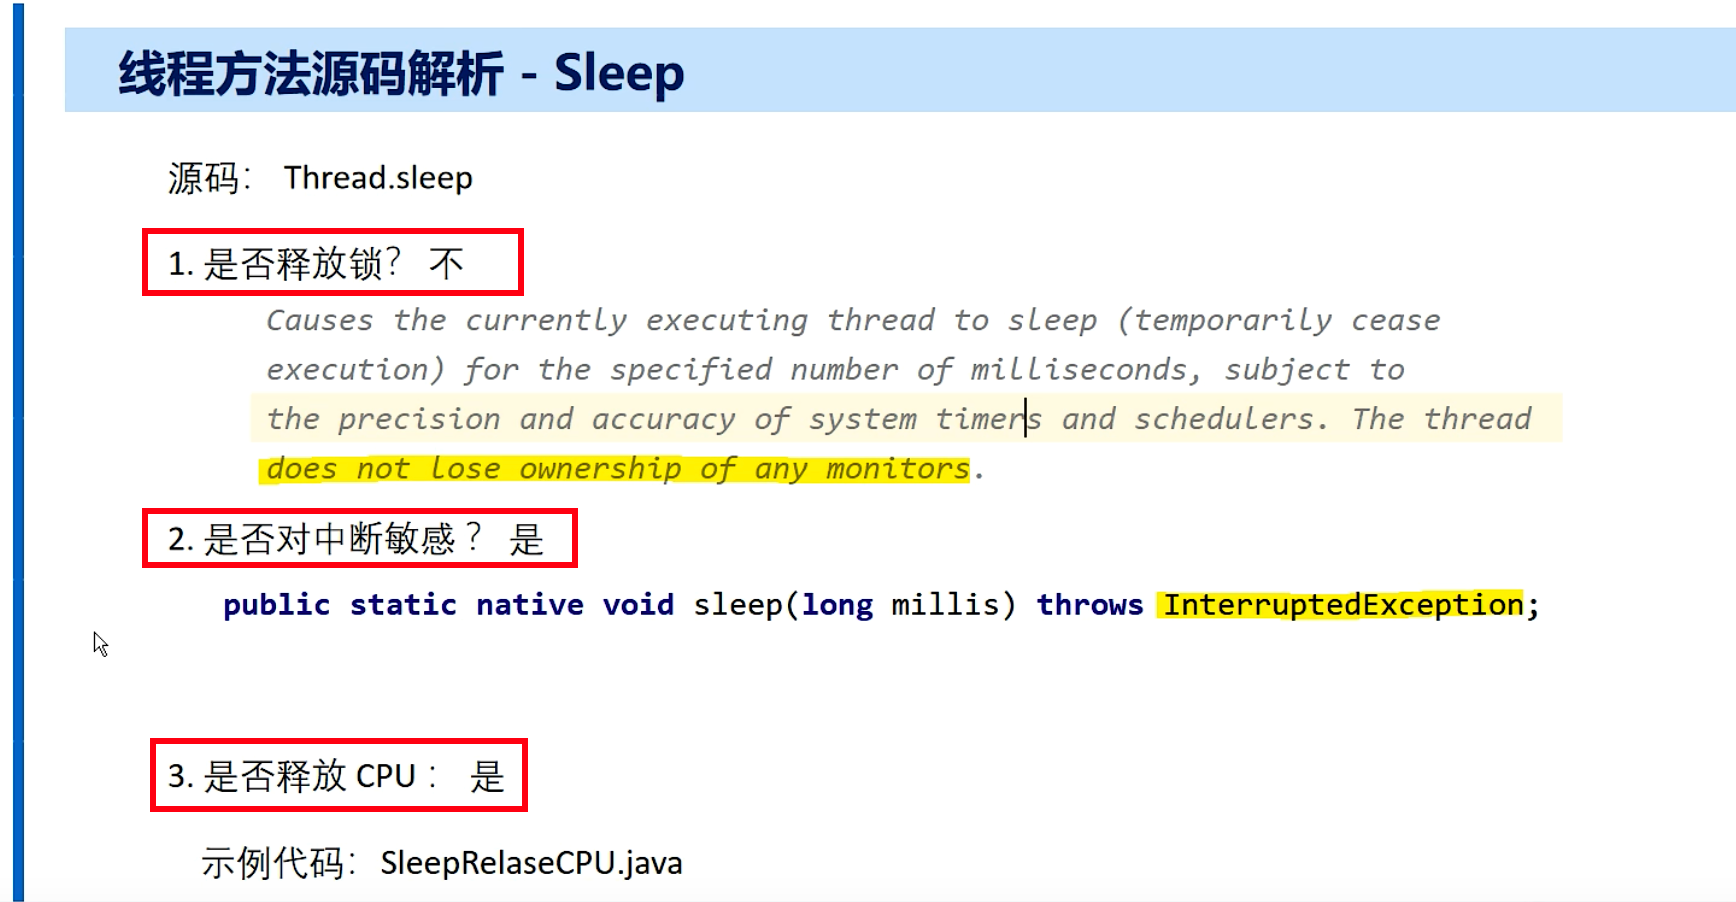 线程方法源码解析 - Sleep
源码： Thread.sleep
1. 是否释放锁？ 不
Causes the currently executing thread to sleep (temporarily cease
execution) for the specified number of milliseconds, subject to
the precision and accuracy of system timers and schedulers. The thread
does not lose ownership of any monitors.
2. 是否对中断敏感？ 是
public static native void sleep(long millis) throws InterruptedException;
3. 是否释放 CPU： 是
示例代码： SleepRelaseCPU.java